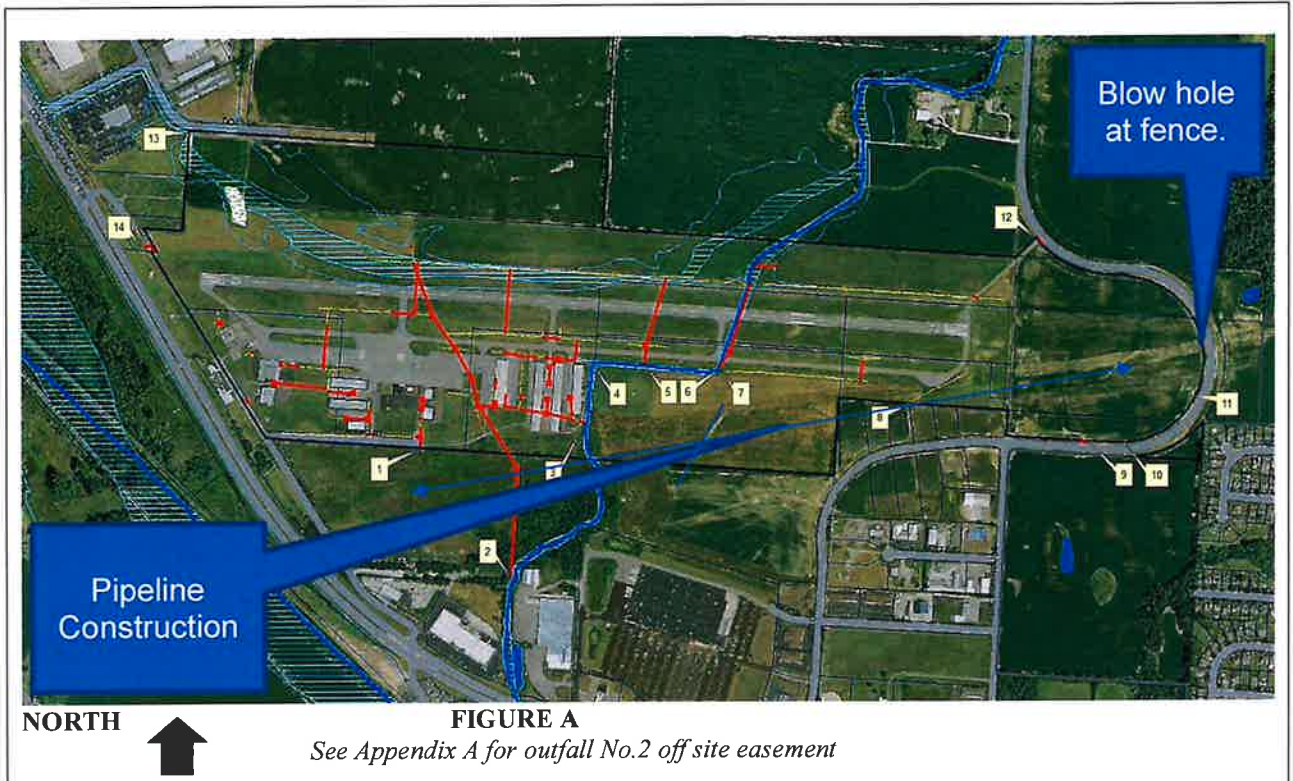 Blow hole
at fence.
13
14
12
4
5
6
7
8
11
1
3
9
10
2
Pipeline
Construction
NORTH
FIGURE A
See Appendix A for outfall No.2 off site easement